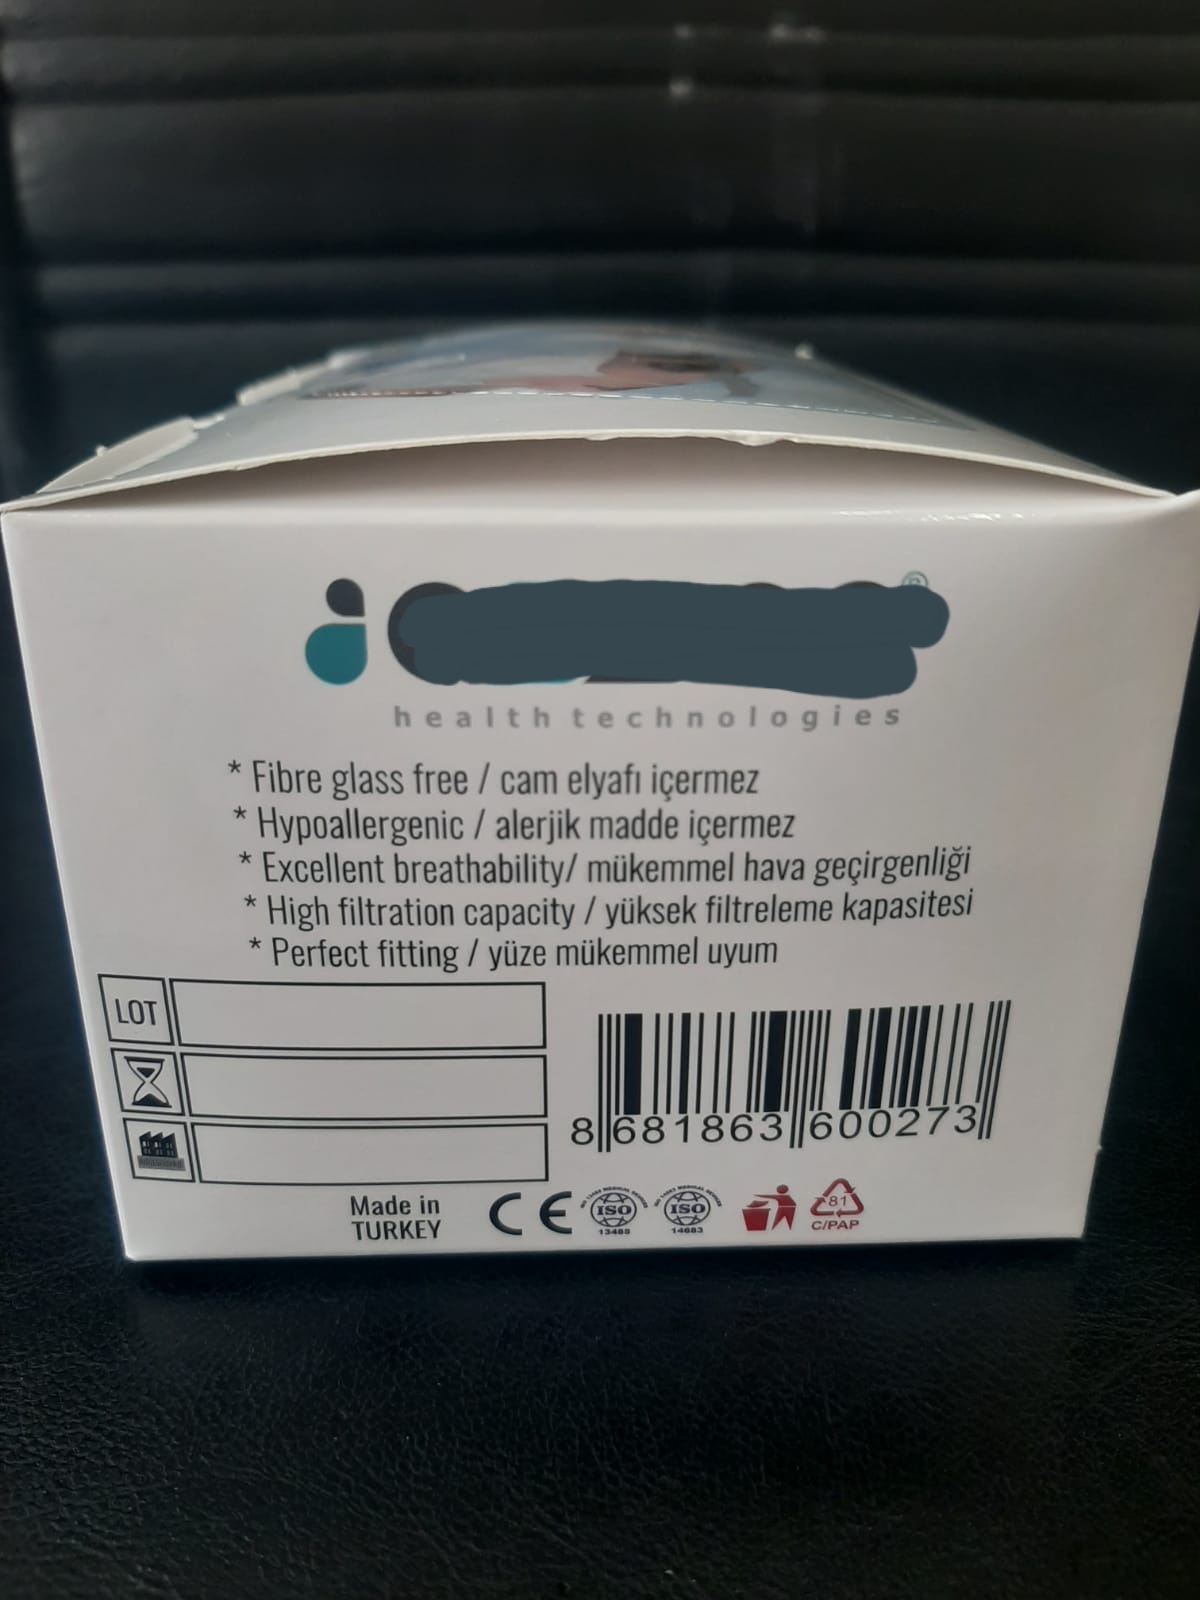 ®
health technologies
* Fibre glass free / cam elyafı içermez
* Hypoallergenic / alerjik madde içermez
* Excellent breathability/ mükemmel hava geçirgenliği
* High filtration capacity / yüksek filtreleme kapasitesi
* Perfect fitting / yüze mükemmel uyum
LOT
8 681863 600273
Made in
TURKEY
CE
ISO
13485
ISO
14683
81
C/PAP